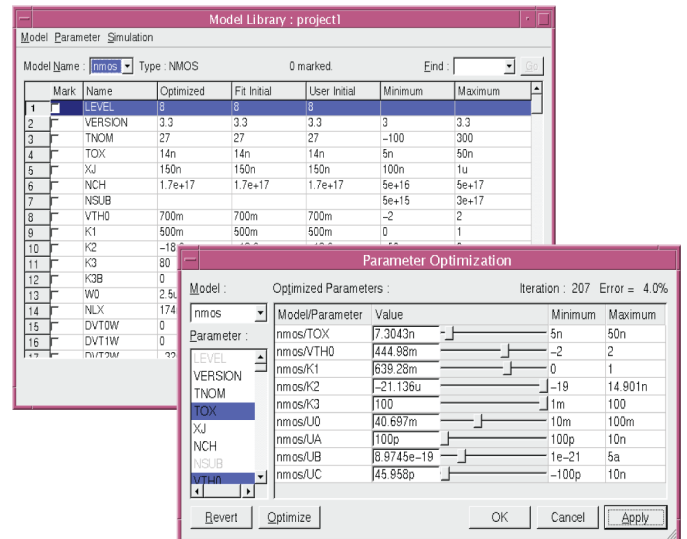 Model Library : project1
Model Parameter Simulation
Model Name : nmos Type : NMOS 0 marked. Find : Go
Mark Name Optimized Fit Initial User Initial Minimum Maximum
1 LEVEL 8 8 8
2 VERSION 3.3 3.3 3.3 3 3.3
3 TNOM 27 27 27 -100 300
4 TOX 14n 14n 14n 5n 50n
5 XJ 150n 150n 150n 100n 1u
6 NCH 1.7e+17 1.7e+17 1.7e+17 5e+16 5e+17
7 NSUB 5e+15 3e+17
8 VTH0 700m 700m 700m -2 2
9 K1 500m 500m 500m 0 1
10 K2
11 K3 80
12 K3B 0
13 W0 2.5u
14 NLX 174
15 DVT0W 0
16 DVT1W 0
17 DVT2W
Parameter Optimization
Model : Optimized Parameters : Iteration : 207 Error = 4.0%
nmos
Parameter :
LEVEL
VERSION
TNOM
TOX
XJ
NCH
NSUB
VTH0
Model/Parameter Value Minimum Maximum
nmos/TOX 7.3043n 5n 50n
nmos/VTH0 444.98m -2 2
nmos/K1 639.28m 0 1
nmos/K2 -21.136u -19 14.901n
nmos/K3 100 1m 100
nmos/U0 40.697m 10m 100m
nmos/UA 100p 100p 10n
nmos/UB 8.9745e-19 1e-21 5a
nmos/UC 45.958p -100p 10n
Revert Optimize OK Cancel Apply